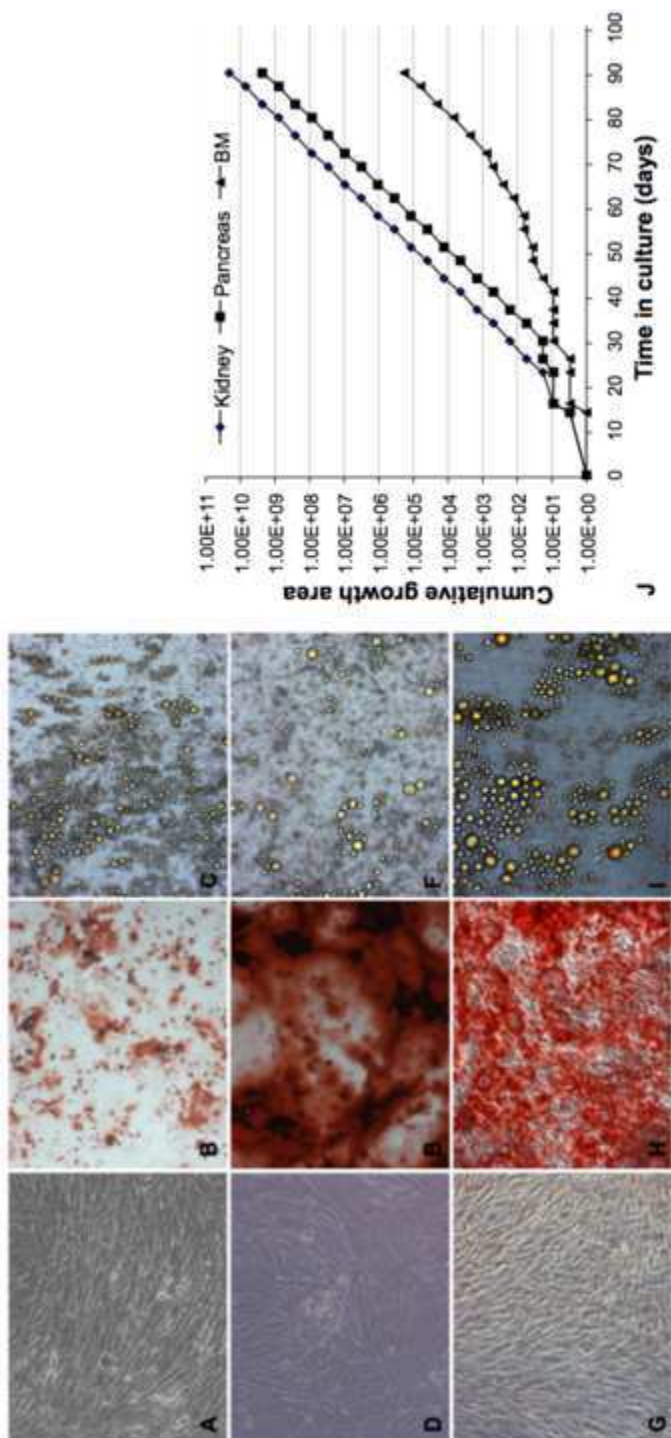 A
B
C
D
E
F
G
H
I
J
Kidney
Pancreas
BM
Cumulative growth area
1.00E+11
1.00E+10
1.00E+09
1.00E+08
1.00E+07
1.00E+06
1.00E+05
1.00E+04
1.00E+03
1.00E+02
1.00E+01
1.00E+00
0 10 20 30 40 50 60 70 80 90 100
Time in culture (days)